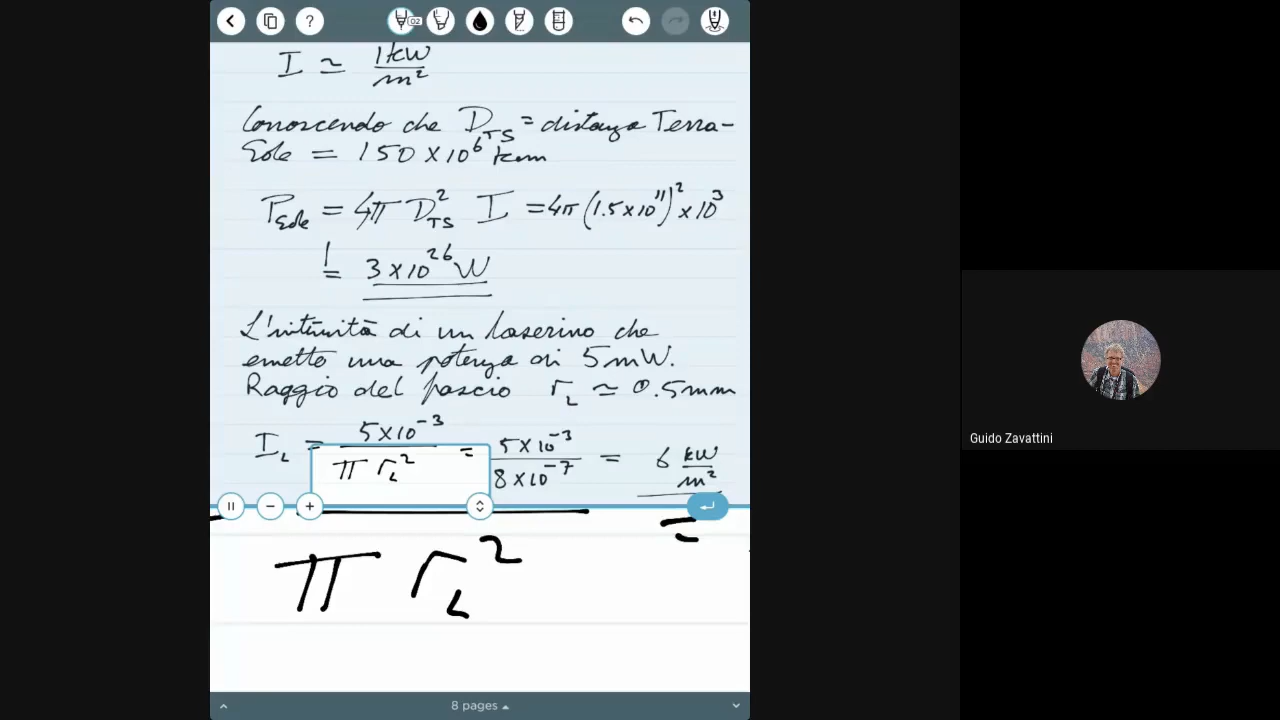 ?
02
I ≃ 1kW/m²
Conoscendo che D_TS = distanza Terra-
Sole = 150 × 10⁶ km
P_Sole = 4π D²_TS I = 4π (1.5×10¹¹)² × 10³
= 3×10²⁶ W
L'intensità di un laserino che
emette una potenza di 5mW.
Raggio del fascio r_L ≃ 0.5mm
I_L = 5×10⁻³ / π r_L² = 5×10⁻³ / 8×10⁻⁷ = 6 kW/m²
π r_L² =
8 pages
Guido Zavattini